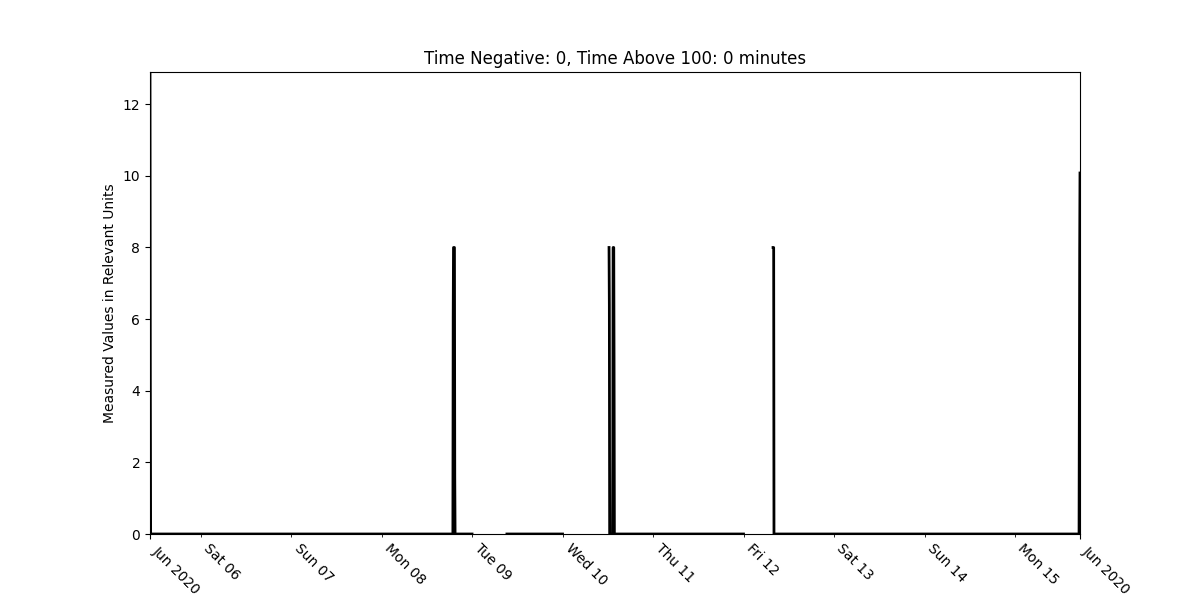 Time Negative: 0, Time Above 100: 0 minutes
Measured Values in Relevant Units
12
10
8
6
4
2
0
Jun 2020
Sat 06
Sun 07
Mon 08
Tue 09
Wed 10
Thu 11
Fri 12
Sat 13
Sun 14
Mon 15
Jun 2020